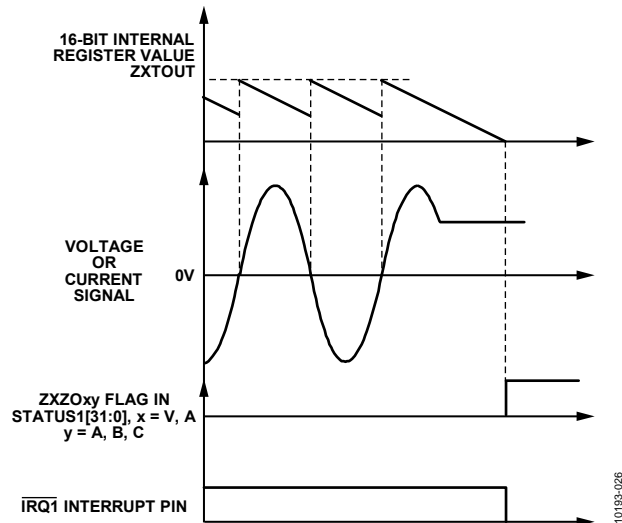 16-BIT INTERNAL
REGISTER VALUE
ZXTOUT
VOLTAGE
OR
CURRENT
SIGNAL
0V
ZXZOxy FLAG IN
STATUS1[31:0], x = V, A
y = A, B, C
IRQ1 INTERRUPT PIN
10193-026